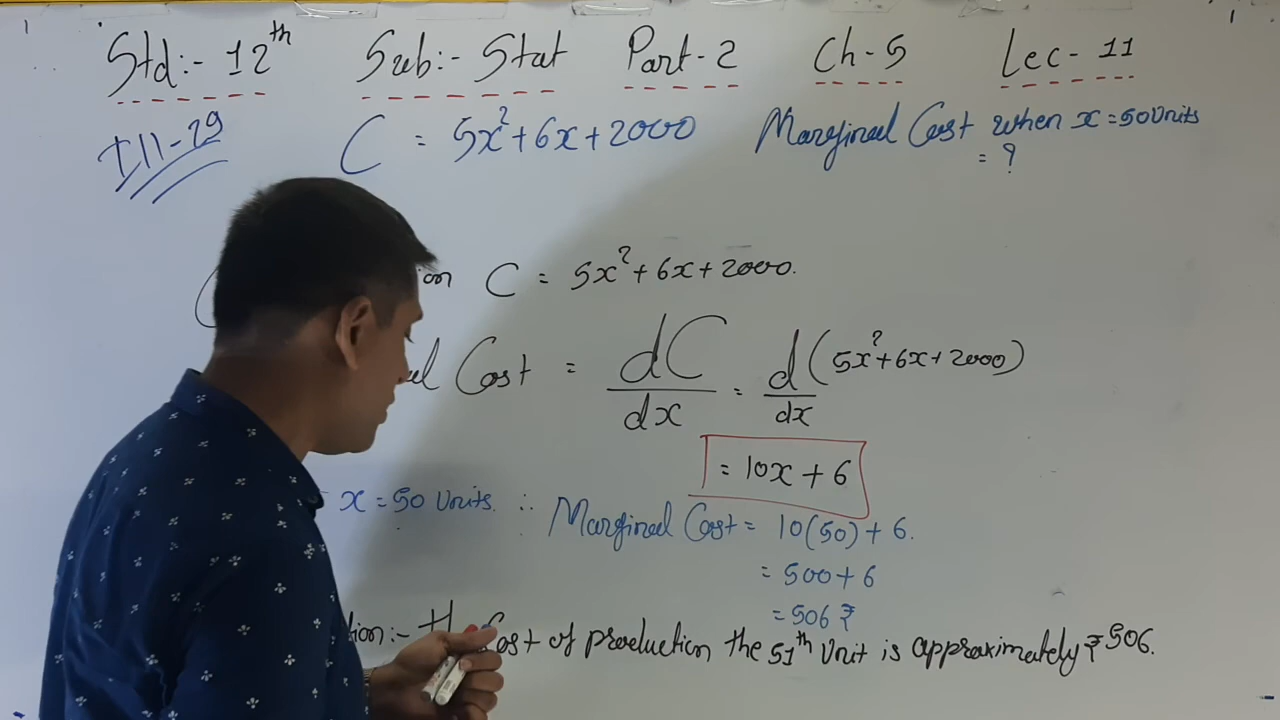 Std:- 12th Sub:- Stat Part-2 Ch-5 Lec-11
I11-29 C = 5x²+6x+2000 Marginal Cost when x=50 Units
= ?
C = 5x²+6x+2000.
Cost = dC/dx = d/dx (5x²+6x+2000)
= 10x + 6
x = 50 Units. ∴ Marginal Cost = 10(50) + 6.
= 500 + 6
= 506 ₹
Cost of production the 51th Unit is approximately ₹ 506.